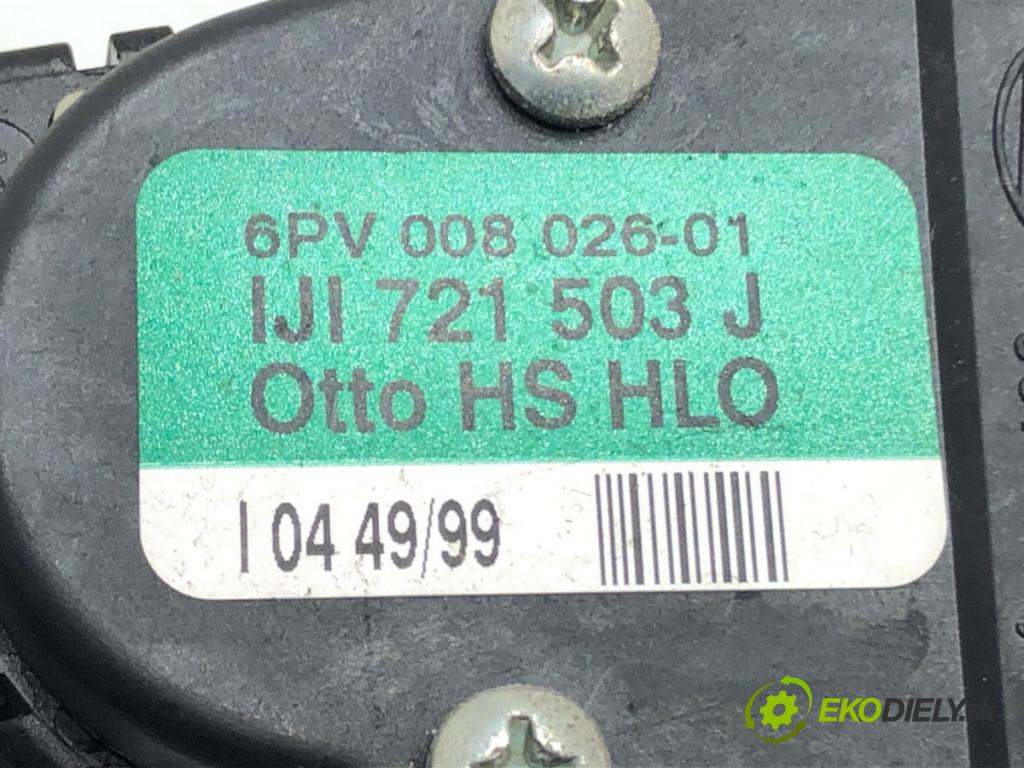 6PV 008 026-01
IJI 721 503 J
Otto HS HLO
I 04 49/99
EKODIELY.SK